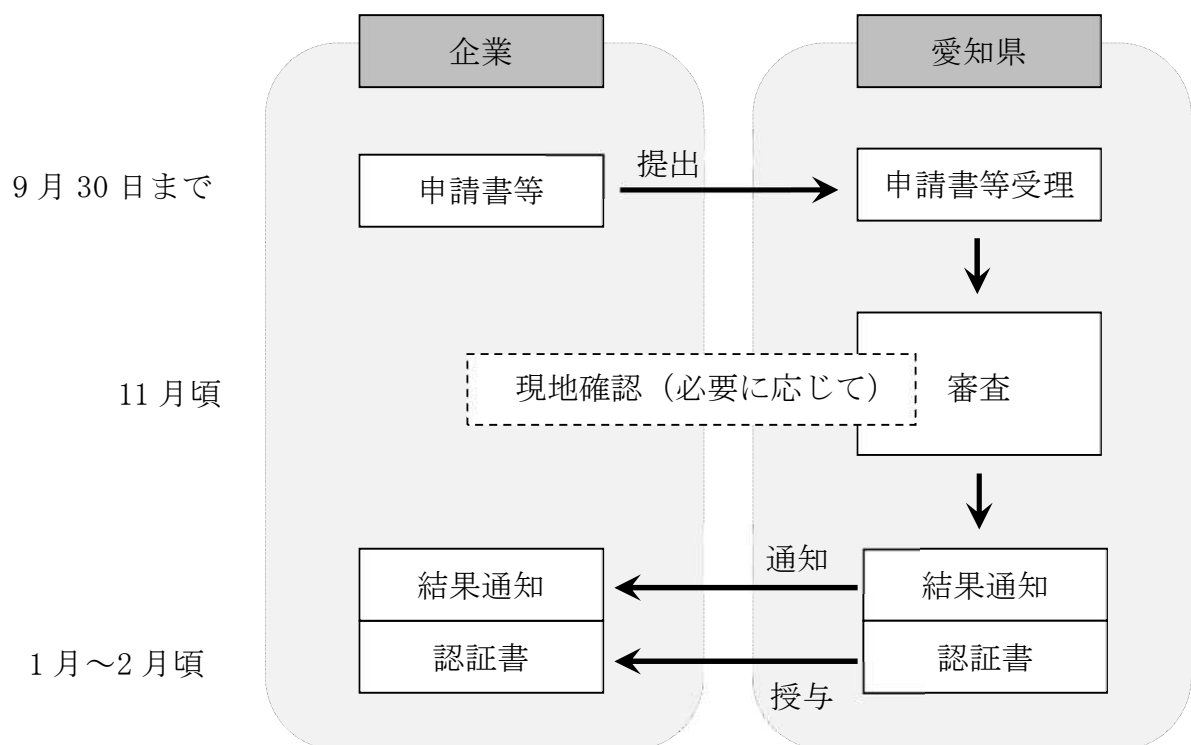 企業
愛知県
9月30日まで
申請書等
提出
申請書等受理
11月頃
現地確認（必要に応じて）
審査
通知
結果通知
結果通知
1月～2月頃
認証書
認証書
授与